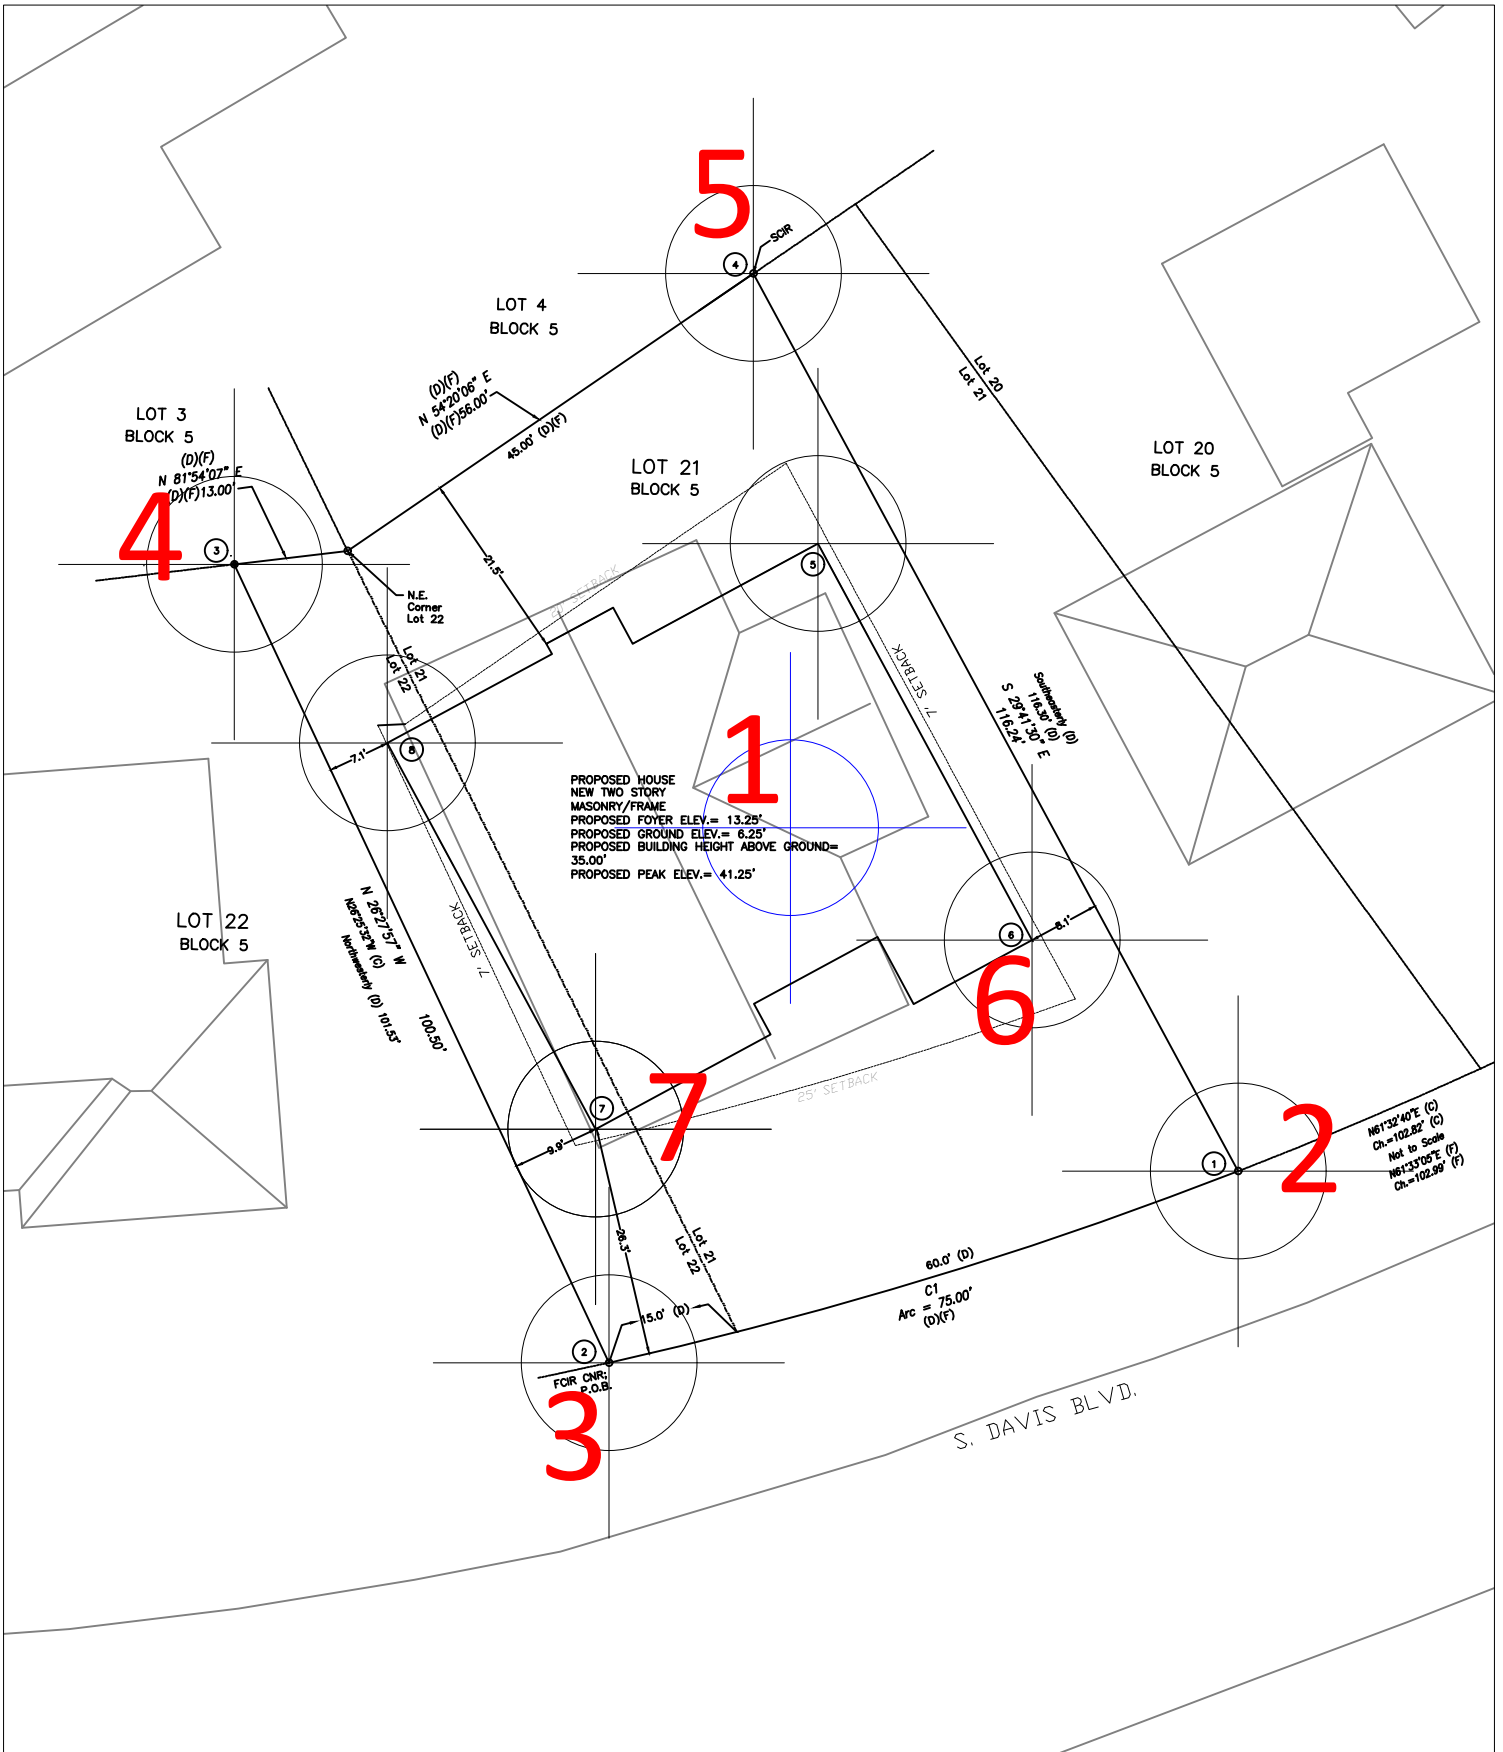 5
SCIR
4
LOT 4
BLOCK 5
(D)(F)
N 54°20'06" E
(D)(F)56.00'
45.00' (D)(F)
Lot 20
Lot 21
LOT 3
BLOCK 5
(D)(F)
N 81°54'07" E
(D)(F)13.00'
LOT 20
BLOCK 5
LOT 21
BLOCK 5
4
3
21.5'
5
20' SETBACK
N.E.
Corner
Lot 22
Lot 21
Lot 22
7' SETBACK
Southeasterly (D)
116.30' (D)
S 29°41'30" E
116.24'
8
7.1'
1
PROPOSED HOUSE
NEW TWO STORY
MASONRY/FRAME
PROPOSED FOYER ELEV.= 13.25'
PROPOSED GROUND ELEV.= 6.25'
PROPOSED BUILDING HEIGHT ABOVE GROUND=
35.00'
PROPOSED PEAK ELEV.= 41.25'
LOT 22
BLOCK 5
N 26°27'57" W
100.50'
N26°25'32"W (C)
Northwesterly (D) 101.53'
7' SETBACK
6
8.1'
6
7
7
25' SETBACK
9.9'
1
2
N61°32'40"E (C)
Ch.=102.82' (C)
Not to Scale
N61°33'05"E (F)
Ch.=102.99' (F)
26.3'
Lot 21
Lot 22
60.0' (D)
C1
Arc = 75.00'
(D)(F)
15.0' (D)
2
FCIR CNR;
P.O.B.
3
S. DAVIS BLVD.